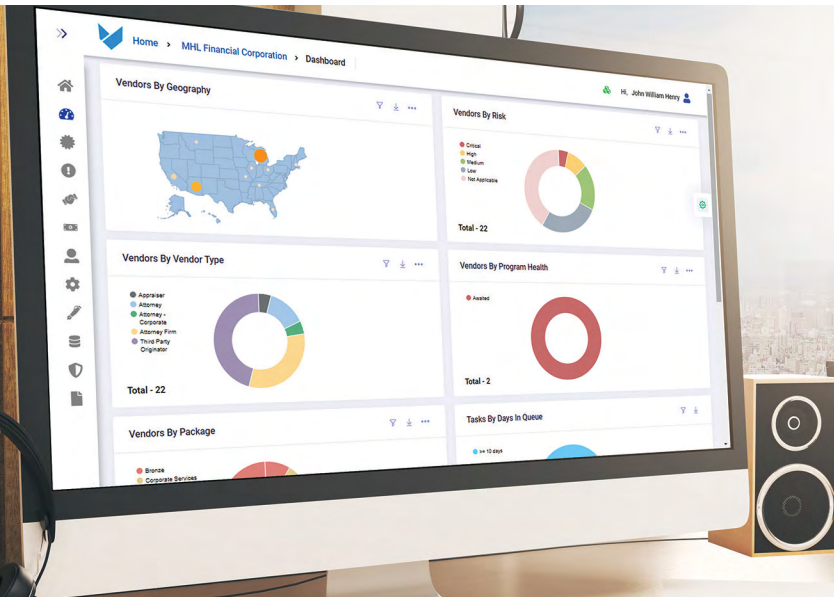 Home > MHL Financial Corporation > Dashboard
Hi, John William Henry
Vendors By Geography
Vendors By Risk
Critical
High
Medium
Low
Not Applicable
Total - 22
Vendors By Vendor Type
Appraiser
Attorney
Attorney -
Corporate
Attorney Firm
Third Party
Originator
Total - 22
Vendors By Program Health
Awaited
Total - 2
Vendors By Package
Bronze
Corporate Services
Tasks By Days In Queue
>= 10 days